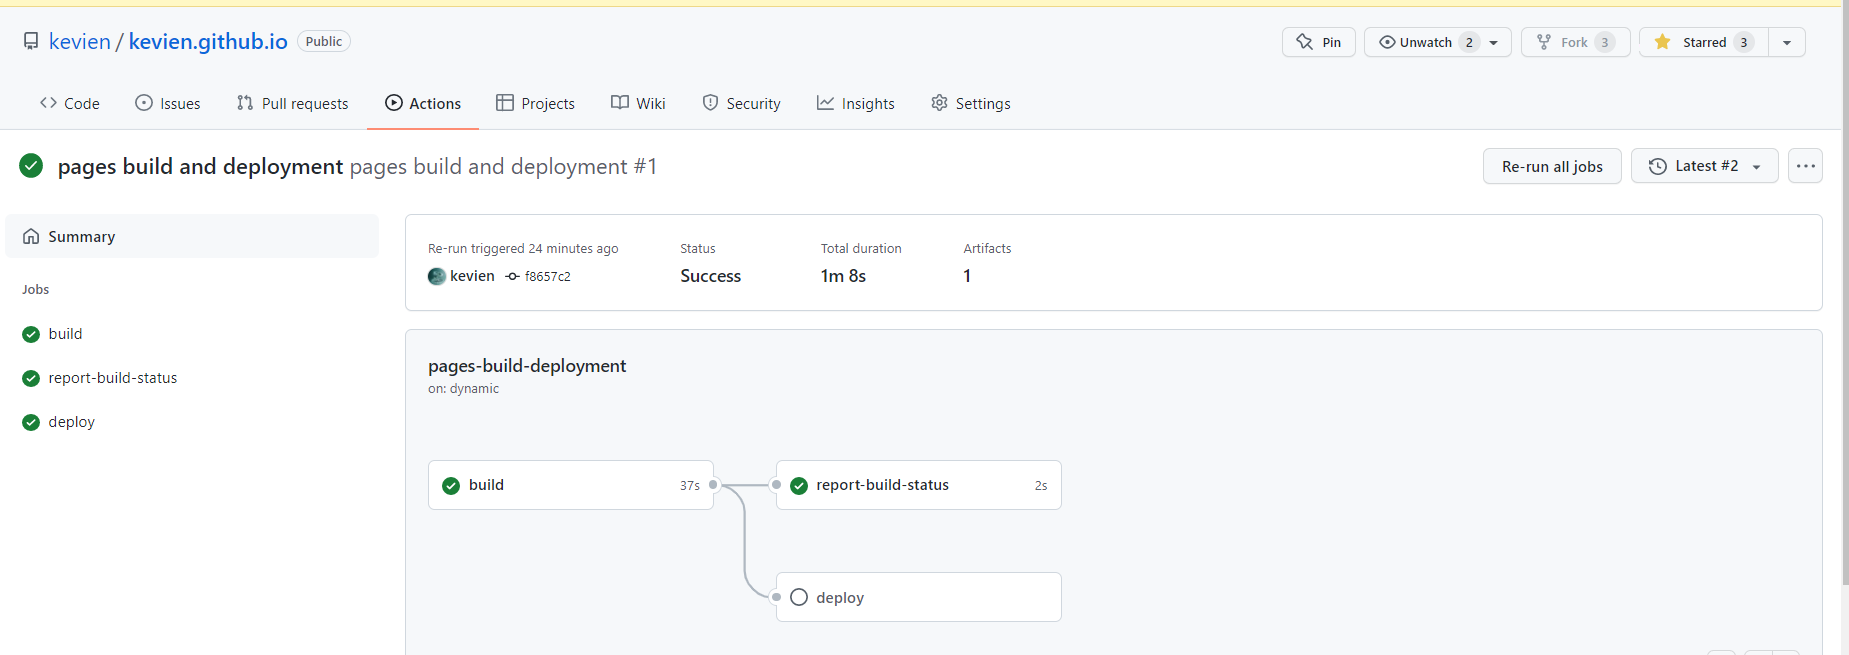 kevien / kevien.github.io Public
Pin Unwatch 2 Fork 3 Starred 3
Code Issues Pull requests Actions Projects Wiki Security Insights Settings
pages build and deployment pages build and deployment #1
Re-run all jobs Latest #2 ...
Summary
Jobs
build
report-build-status
deploy
Re-run triggered 24 minutes ago Status Total duration Artifacts
kevien f8657c2 Success 1m 8s 1
pages-build-deployment
on: dynamic
build 37s report-build-status 2s
deploy